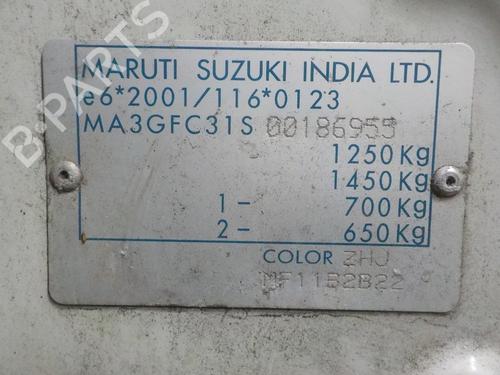 MARUTI SUZUKI INDIA LTD.
e6*2001/116*0123
MA3GFC31S 00186955
1250Kg
1450Kg
1- 700Kg
2- 650Kg
COLOR ZHJ
MF11B2B22
B-PARTS